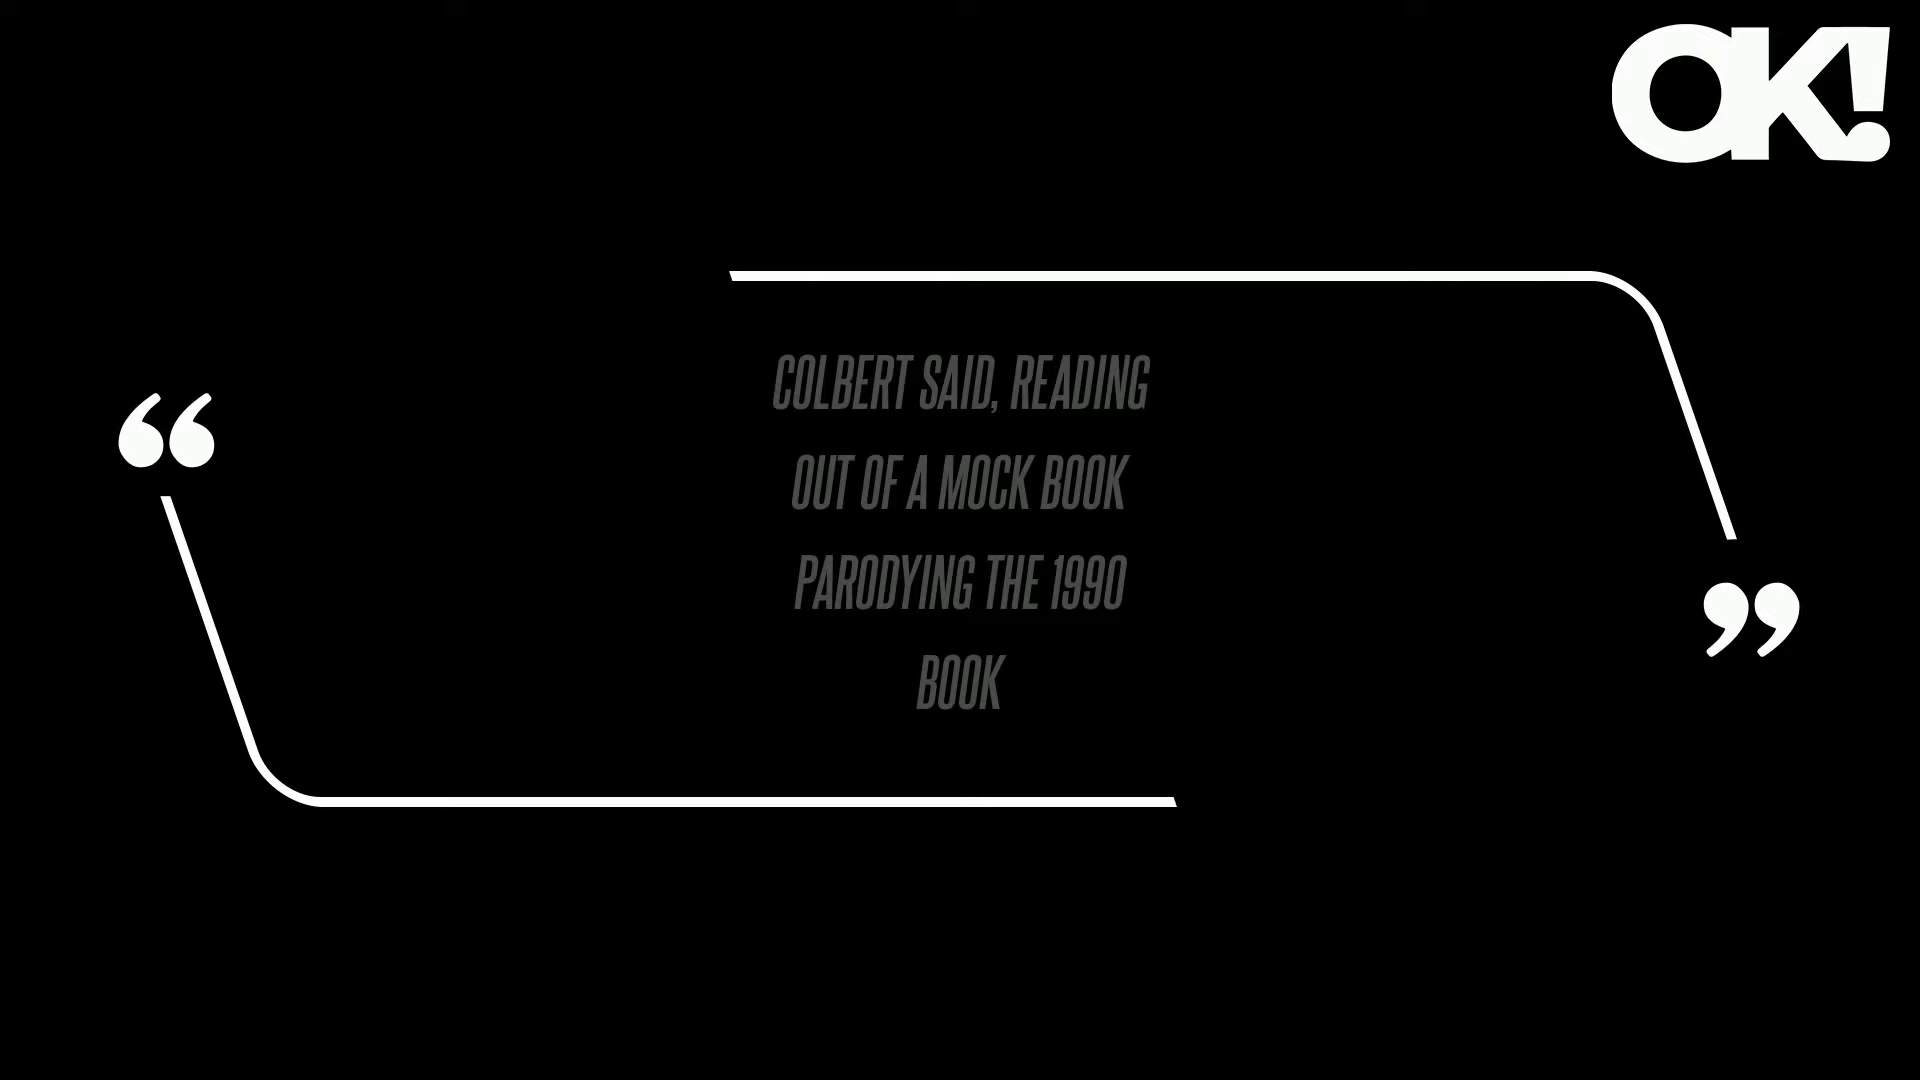 OK!
“
COLBERT SAID, READING
OUT OF A MOCK BOOK
PARODYING THE 1990
BOOK
”